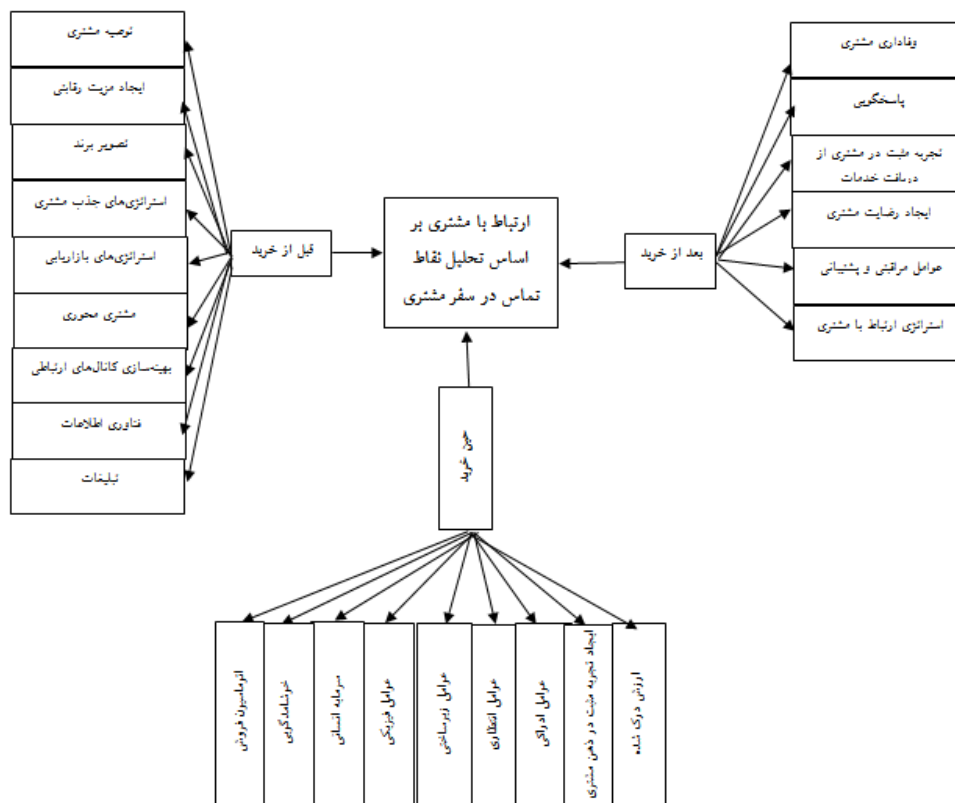 وفاداری مشتری
پاسخگویی
تجربه مثبت در مشتری از
دریافت خدمات
ایجاد رضایت مشتری
عوامل مراقبتی و پشتیبانی
استراتژی ارتباط با مشتری
بعد از خرید
ارتباط با مشتری بر
اساس تحلیل نقاط
تماس در سفر مشتری
قبل از خرید
توصیه مشتری
ایجاد مزیت رقابتی
تصویر برند
استراتژی‌های جذب مشتری
استراتژی‌های بازاریابی
مشتری محوری
بهینه‌سازی کانال‌های ارتباطی
فناوری اطلاعات
تبلیغات
حین خرید
ارزش درک شده
ایجاد تجربه مثبت در ذهن مشتری
عوامل ادراکی
عوامل انتظاری
عوامل زیرساختی
عوامل فیزیکی
سرمایه انسانی
خوشامدگویی
اتوماسیون فروش